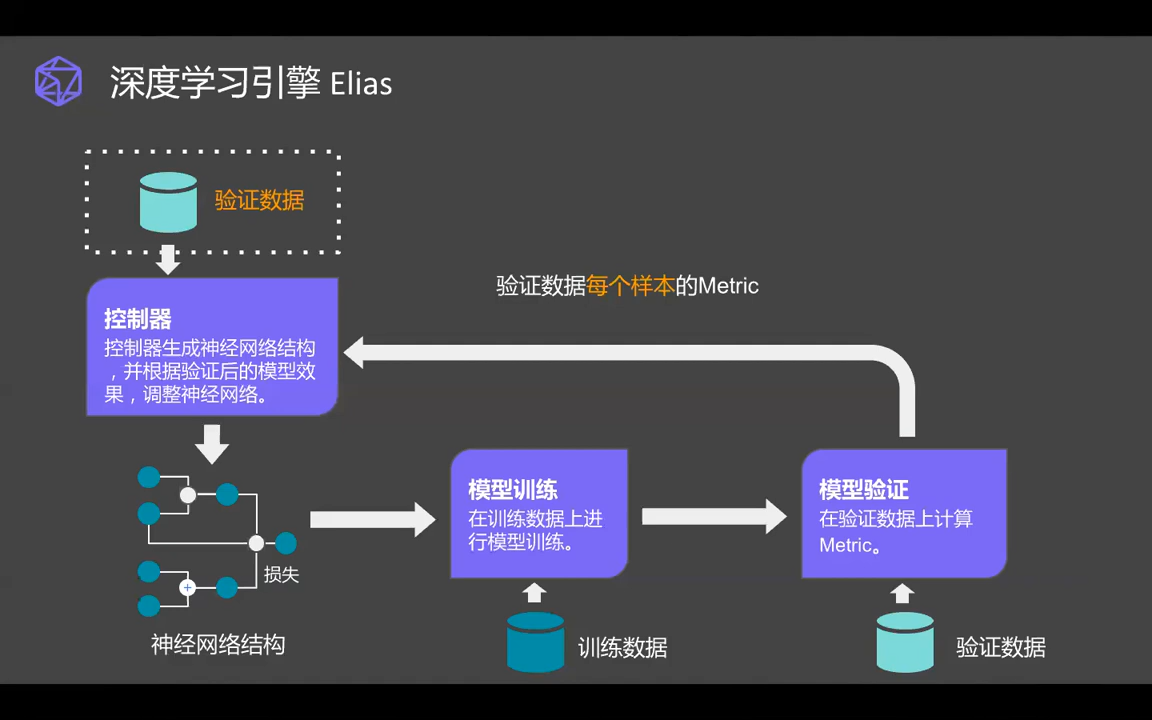 深度学习引擎 Elias
验证数据
验证数据每个样本的Metric
控制器
控制器生成神经网络结构
，并根据验证后的模型效
果，调整神经网络。
损失
神经网络结构
模型训练
在训练数据上进
行模型训练。
训练数据
模型验证
在验证数据上计算
Metric。
验证数据